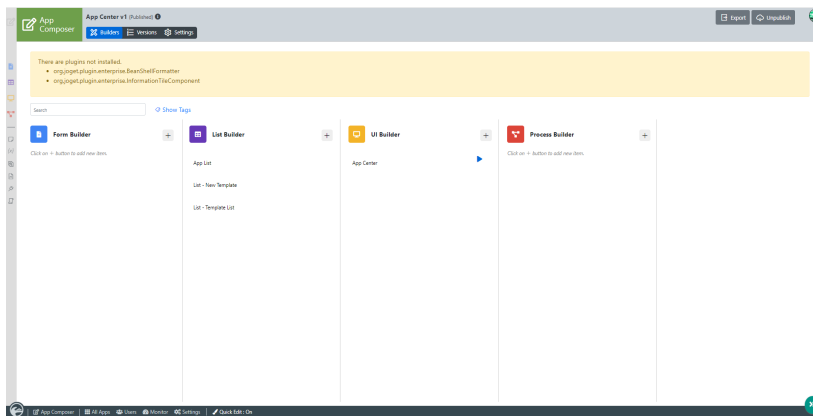 App Composer
App Center v1 (Published)
Builders
Versions
Settings
Export
Unpublish
There are plugins not installed.
org.joget.plugin.enterprise.BeanShellFormatter
org.joget.plugin.enterprise.InformationTileComponent
Search
Show Tags
Form Builder
+
Click on + button to add new item.
List Builder
+
App List
List - New Template
List - Template List
UI Builder
+
App Center
Process Builder
+
Click on + button to add new item.
App Composer
All Apps
Users
Monitor
Settings
Quick Edit: On